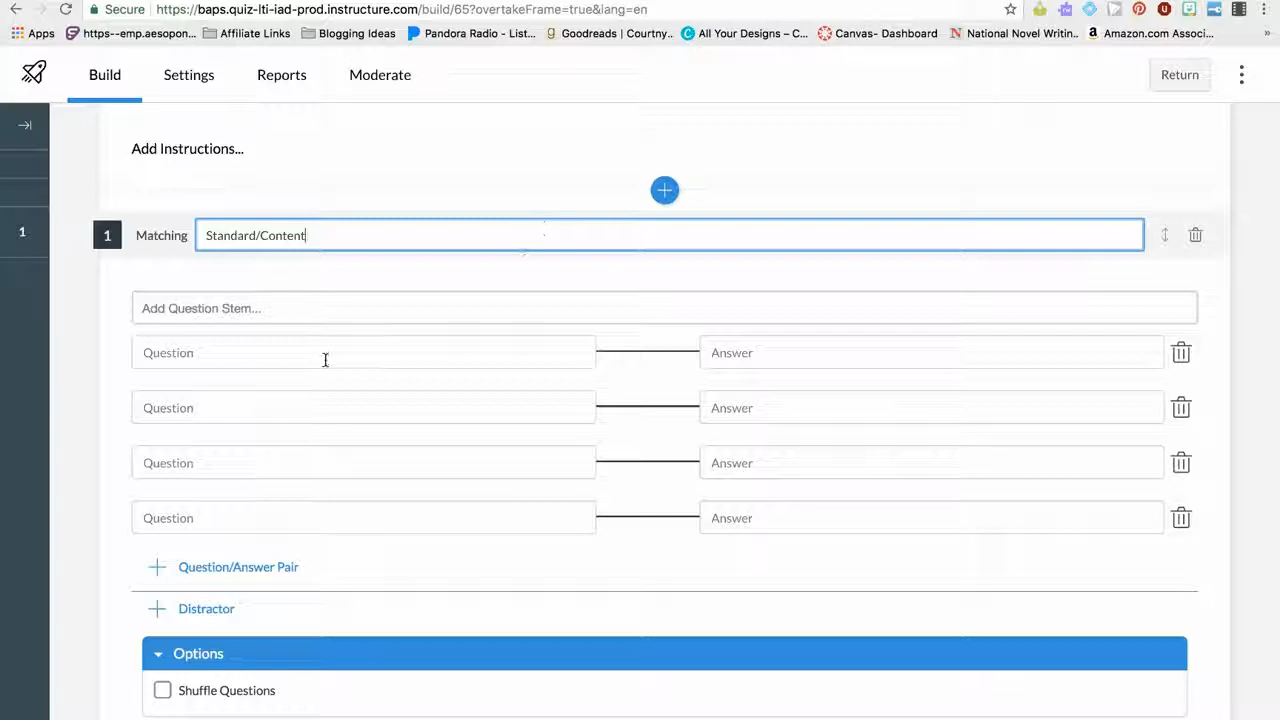 Secure https://baps.quiz-lti-iad-prod.instructure.com/build/65?overtakeFrame=true&lang=en
Apps https--emp.aesopon... Affiliate Links Blogging Ideas Pandora Radio - List... Goodreads | Courtny... All Your Designs – C... Canvas- Dashboard National Novel Writin.. Amazon.com Associ... »
Build Settings Reports Moderate Return
Add Instructions...
1 1 Matching Standard/Content
Add Question Stem...
Question Answer
Question Answer
Question Answer
Question Answer
Question/Answer Pair
Distractor
Options
Shuffle Questions